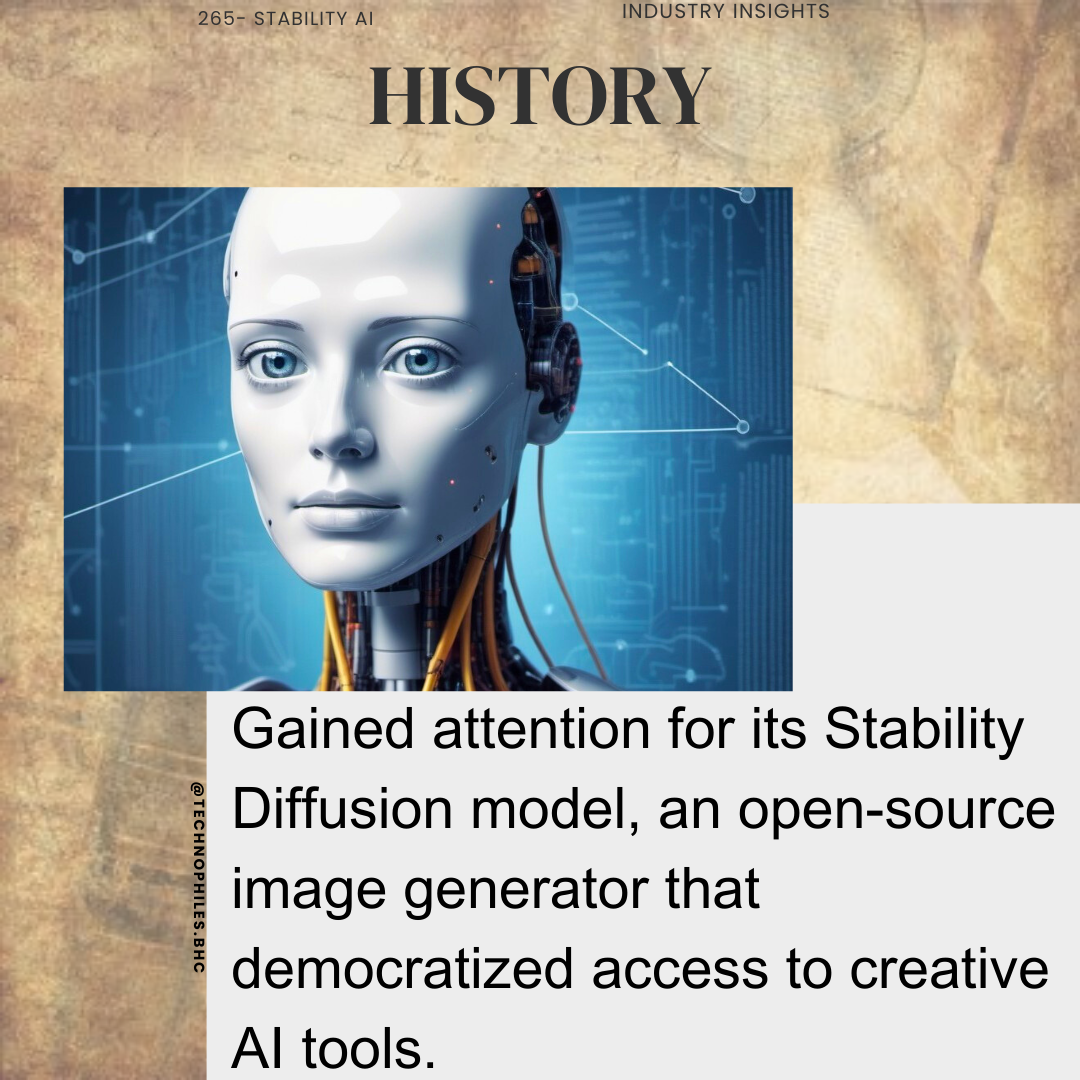 265- STABILITY AI
INDUSTRY INSIGHTS
HISTORY
Gained attention for its Stability
Diffusion model, an open-source
image generator that
democratized access to creative
AI tools.
@TECHNOPHILES.BHC